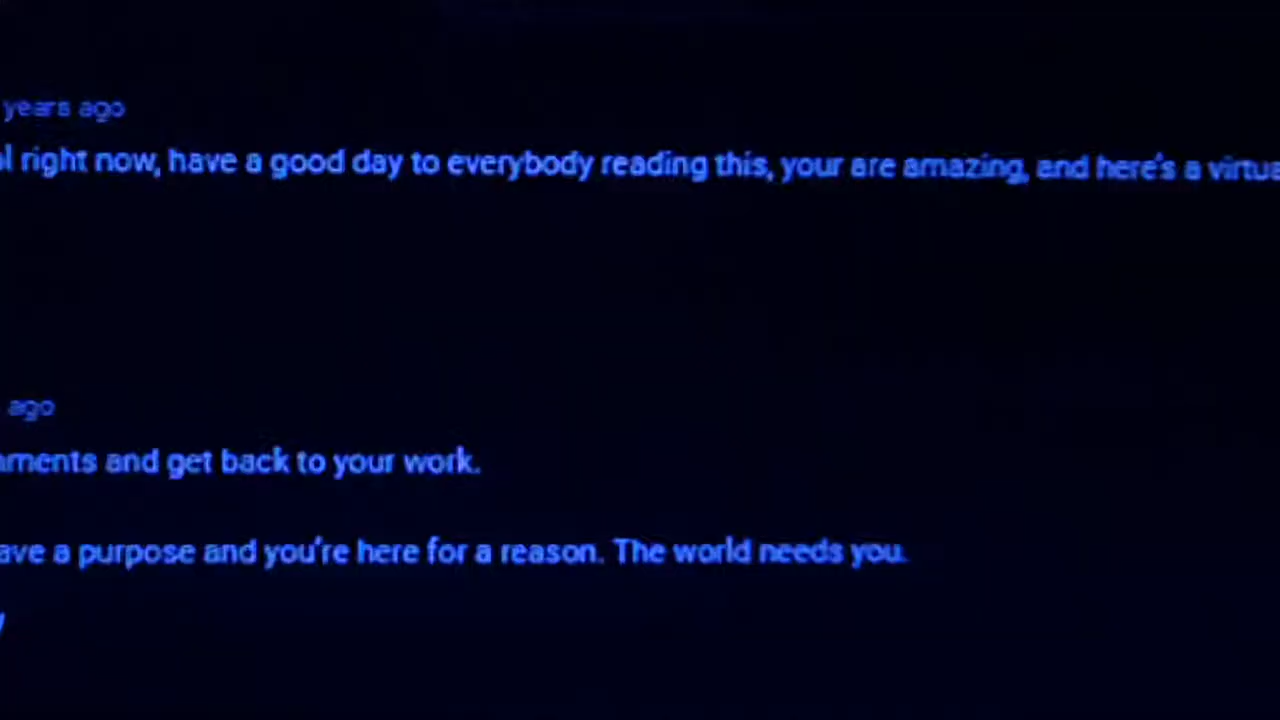 years ago
l right now, have a good day to everybody reading this, your are amazing, and here's a virtua
ago
ments and get back to your work.
ave a purpose and you're here for a reason. The world needs you.